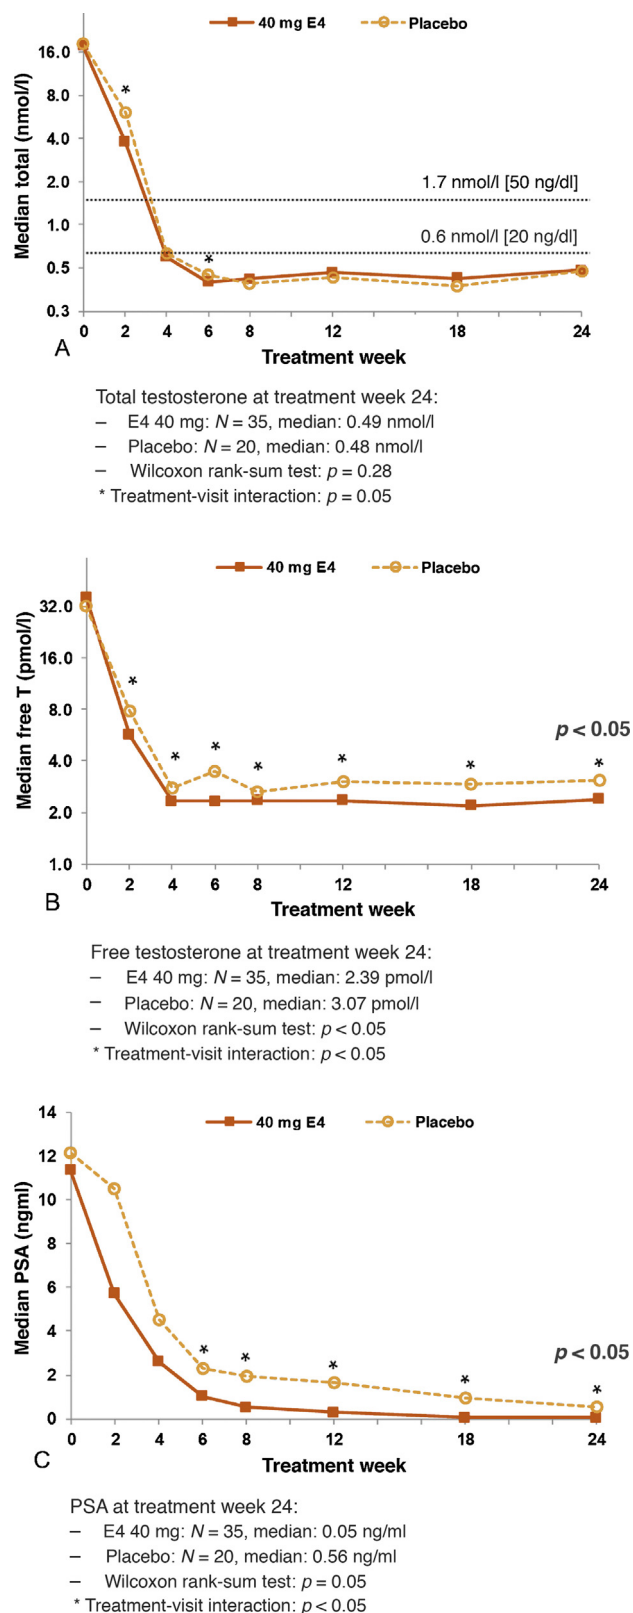 40 mg E4 Placebo
Median total (nmol/l)
16.0
8.0
4.0
2.0
1.0
0.5
0.3
1.7 nmol/l [50 ng/dl]
0.6 nmol/l [20 ng/dl]
*
*
0 2 4 6 8 12 18 24
A
Treatment week
Total testosterone at treatment week 24:
– E4 40 mg: N = 35, median: 0.49 nmol/l
– Placebo: N = 20, median: 0.48 nmol/l
– Wilcoxon rank-sum test: p = 0.28
* Treatment-visit interaction: p = 0.05
40 mg E4 Placebo
Median free T (pmol/l)
32.0
16.0
8.0
4.0
2.0
1.0
* * * * * * *
p < 0.05
0 2 4 6 8 12 18 24
B
Treatment week
Free testosterone at treatment week 24:
– E4 40 mg: N = 35, median: 2.39 pmol/l
– Placebo: N = 20, median: 3.07 pmol/l
– Wilcoxon rank-sum test: p < 0.05
* Treatment-visit interaction: p < 0.05
40 mg E4 Placebo
Median PSA (ngml)
14
12
10
8
6
4
2
0
* * * * *
p < 0.05
0 2 4 6 8 12 18 24
C
Treatment week
PSA at treatment week 24:
– E4 40 mg: N = 35, median: 0.05 ng/ml
– Placebo: N = 20, median: 0.56 ng/ml
– Wilcoxon rank-sum test: p = 0.05
* Treatment-visit interaction: p < 0.05